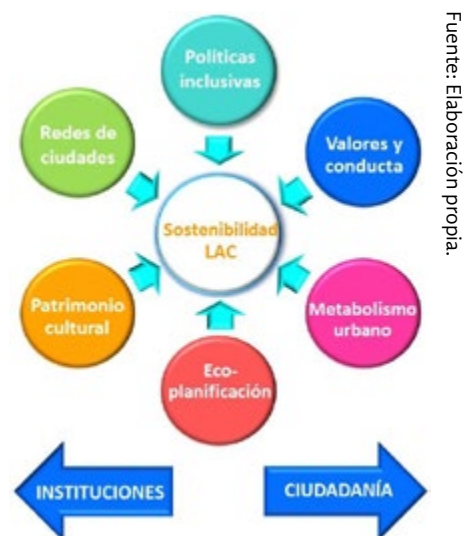 Políticas
inclusivas
Redes de
ciudades
Valores y
conducta
Sostenibilidad
LAC
Patrimonio
cultural
Metabolismo
urbano
Eco-
planificación
INSTITUCIONES
CIUDADANÍA
Fuente: Elaboración propia.